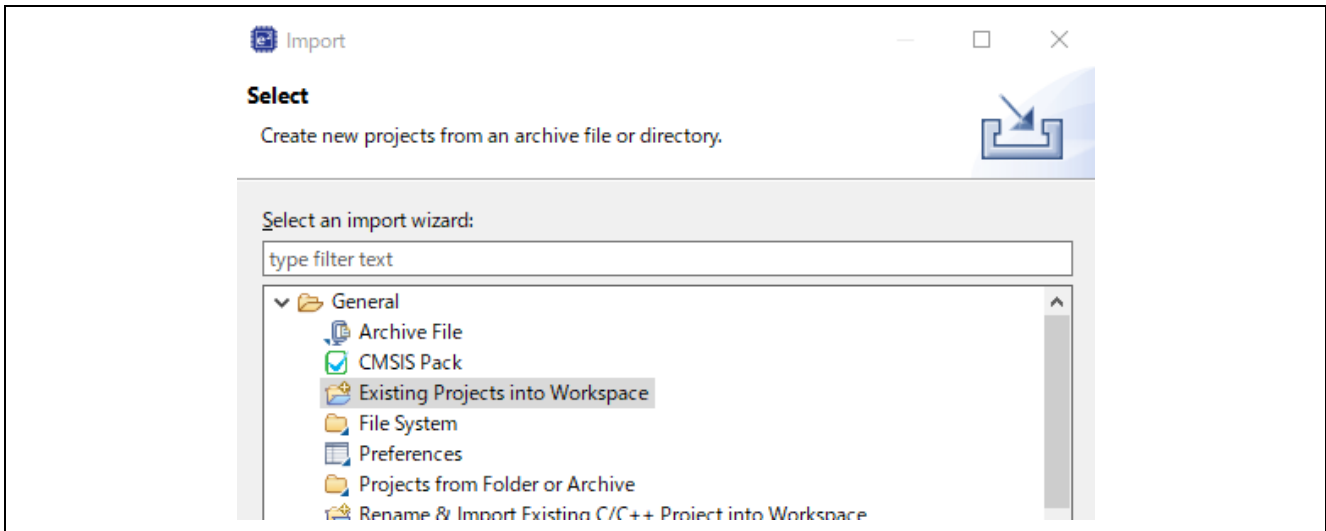 Import
Select
Create new projects from an archive file or directory.
Select an import wizard:
type filter text
General
Archive File
CMSIS Pack
Existing Projects into Workspace
File System
Preferences
Projects from Folder or Archive
Rename & Import Existing C/C++ Project into Workspace